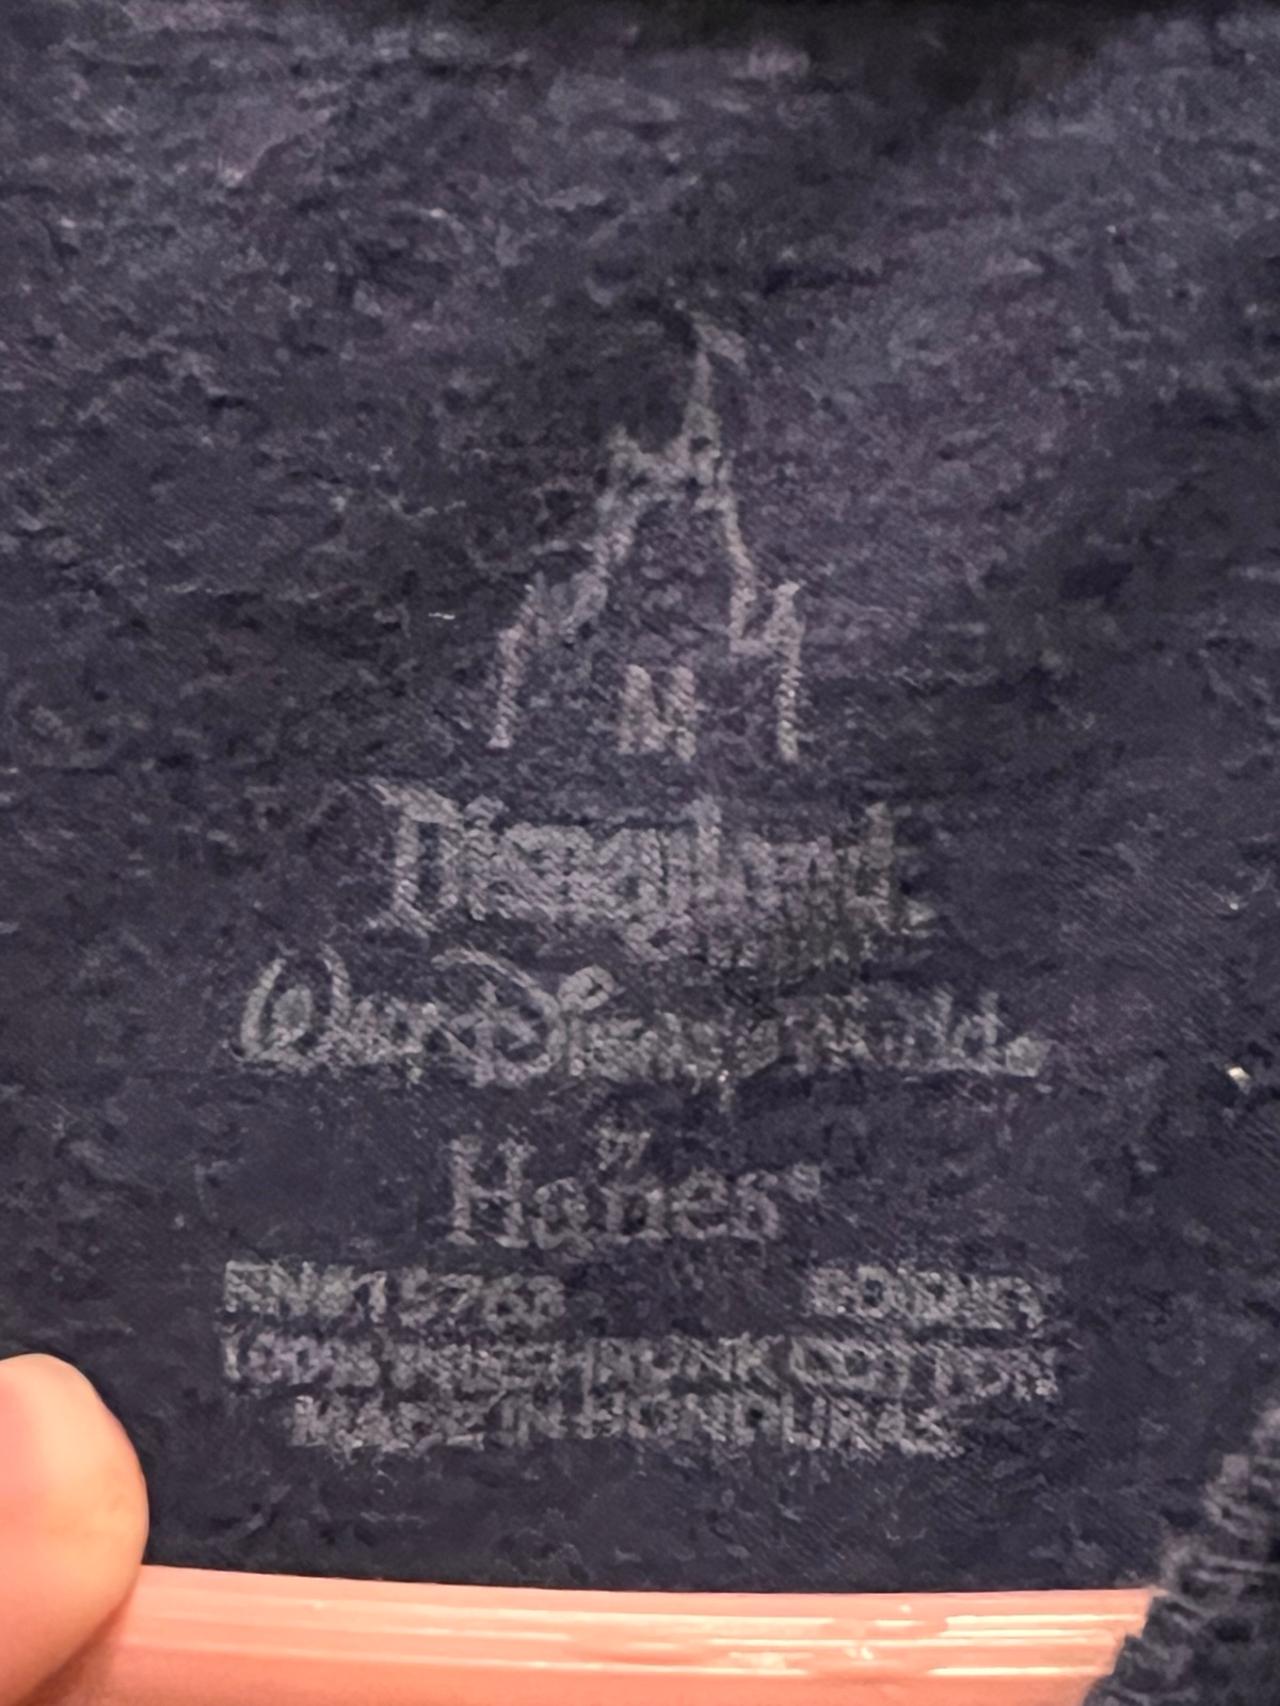 Disneyland
Walt Disney World
Hanes
RN#15763
100% PRESHRUNK COTTON
MADE IN HONDURAS